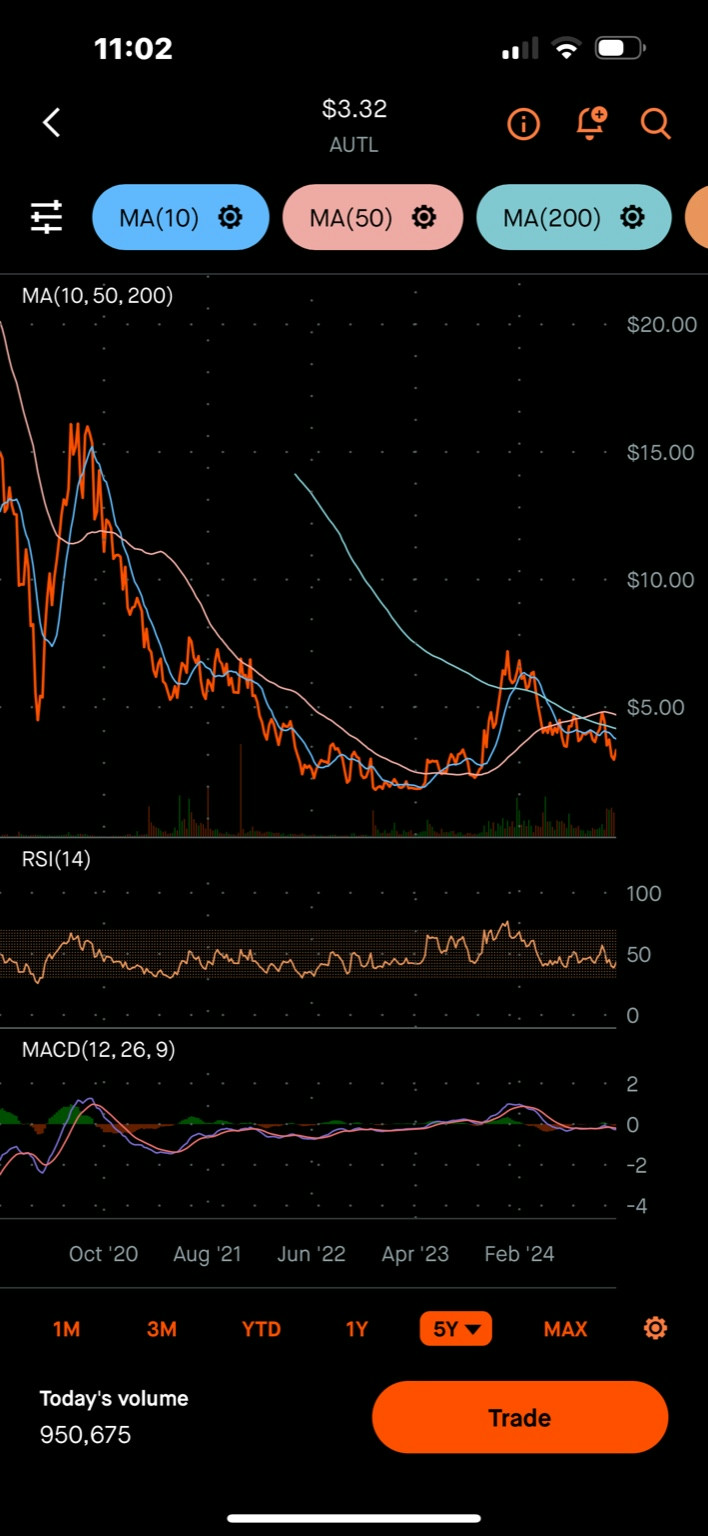 11:02
$3.32
AUTL
MA(10) MA(50) MA(200)
MA(10, 50, 200)
$20.00
$15.00
$10.00
$5.00
RSI(14)
100
50
0
MACD(12, 26, 9)
2
0
-2
-4
Oct '20 Aug '21 Jun '22 Apr '23 Feb '24
1M 3M YTD 1Y 5Y MAX
Today's volume
950,675
Trade